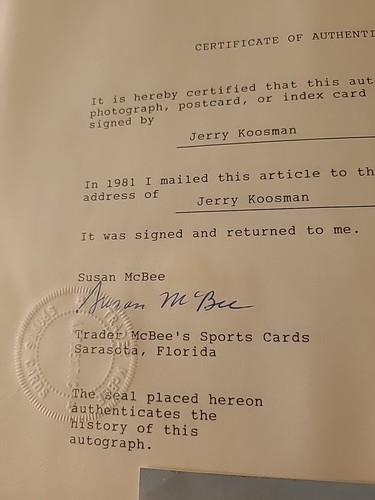 CERTIFICATE OF AUTHENTI
It is hereby certified that this aut
photograph, postcard, or index card
signed by Jerry Koosman
In 1981 I mailed this article to th
address of Jerry Koosman
It was signed and returned to me.
Susan McBee
Susan McBee
Trader McBee's Sports Cards
Sarasota, Florida
The seal placed hereon
authenticates the
history of this
autograph.